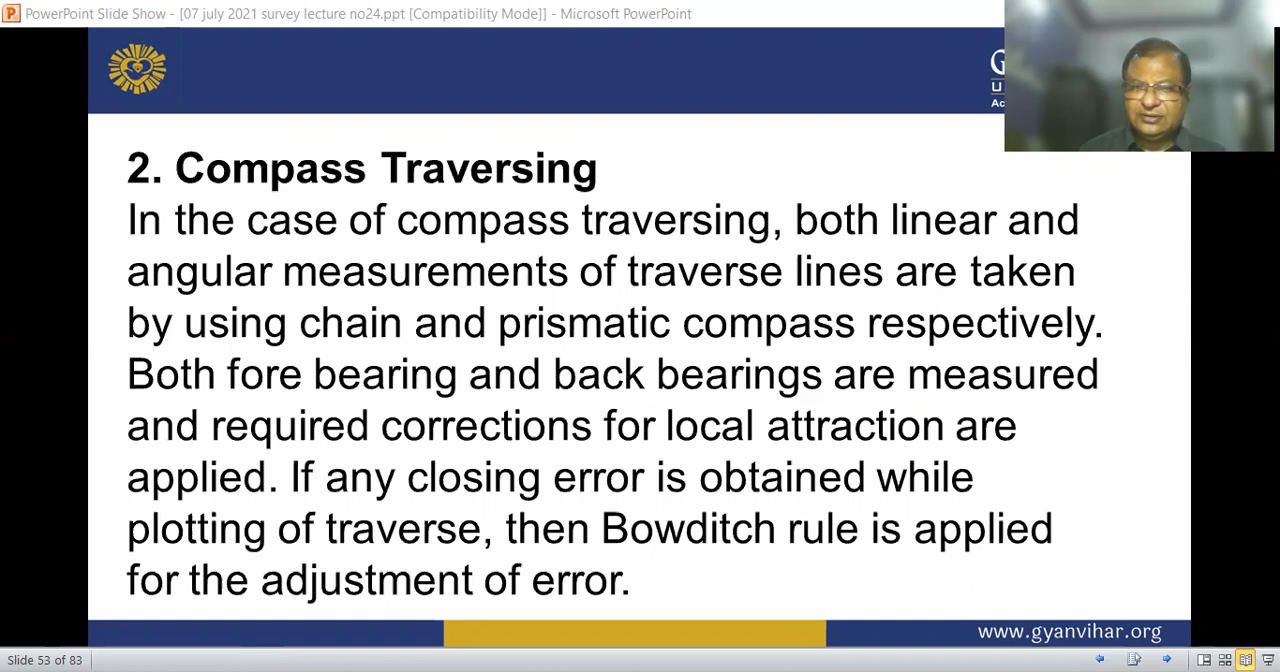 PowerPoint Slide Show - [07 july 2021 survey lecture no24.ppt [Compatibility Mode]] - Microsoft PowerPoint
G
U
Ac
2. Compass Traversing
In the case of compass traversing, both linear and
angular measurements of traverse lines are taken
by using chain and prismatic compass respectively.
Both fore bearing and back bearings are measured
and required corrections for local attraction are
applied. If any closing error is obtained while
plotting of traverse, then Bowditch rule is applied
for the adjustment of error.
www.gyanvihar.org
Slide 53 of 83